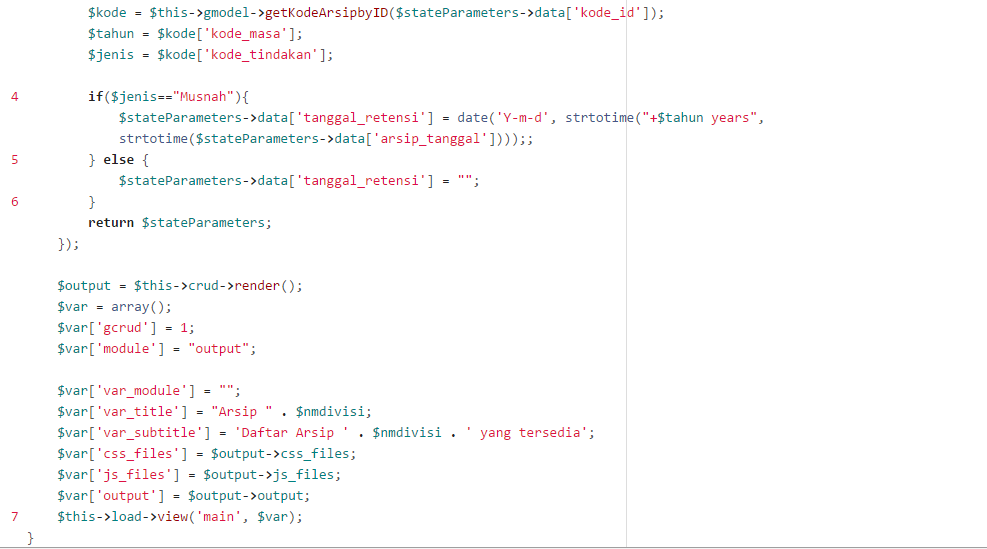 $kode = $this->gmodel->getKodeArsipbyID($stateParameters->data['kode_id']);
$tahun = $kode['kode_masa'];
$jenis = $kode['kode_tindakan'];
4 if($jenis=="Musnah"){
$stateParameters->data['tanggal_retensi'] = date('Y-m-d', strtotime("+$tahun years",
strtotime($stateParameters->data['arsip_tanggal'])));;
5 } else {
$stateParameters->data['tanggal_retensi'] = "";
6 }
return $stateParameters;
});
$output = $this->crud->render();
$var = array();
$var['gcrud'] = 1;
$var['module'] = "output";
$var['var_module'] = "";
$var['var_title'] = "Arsip " . $nmdivisi;
$var['var_subtitle'] = 'Daftar Arsip ' . $nmdivisi . ' yang tersedia';
$var['css_files'] = $output->css_files;
$var['js_files'] = $output->js_files;
$var['output'] = $output->output;
7 $this->load->view('main', $var);
}